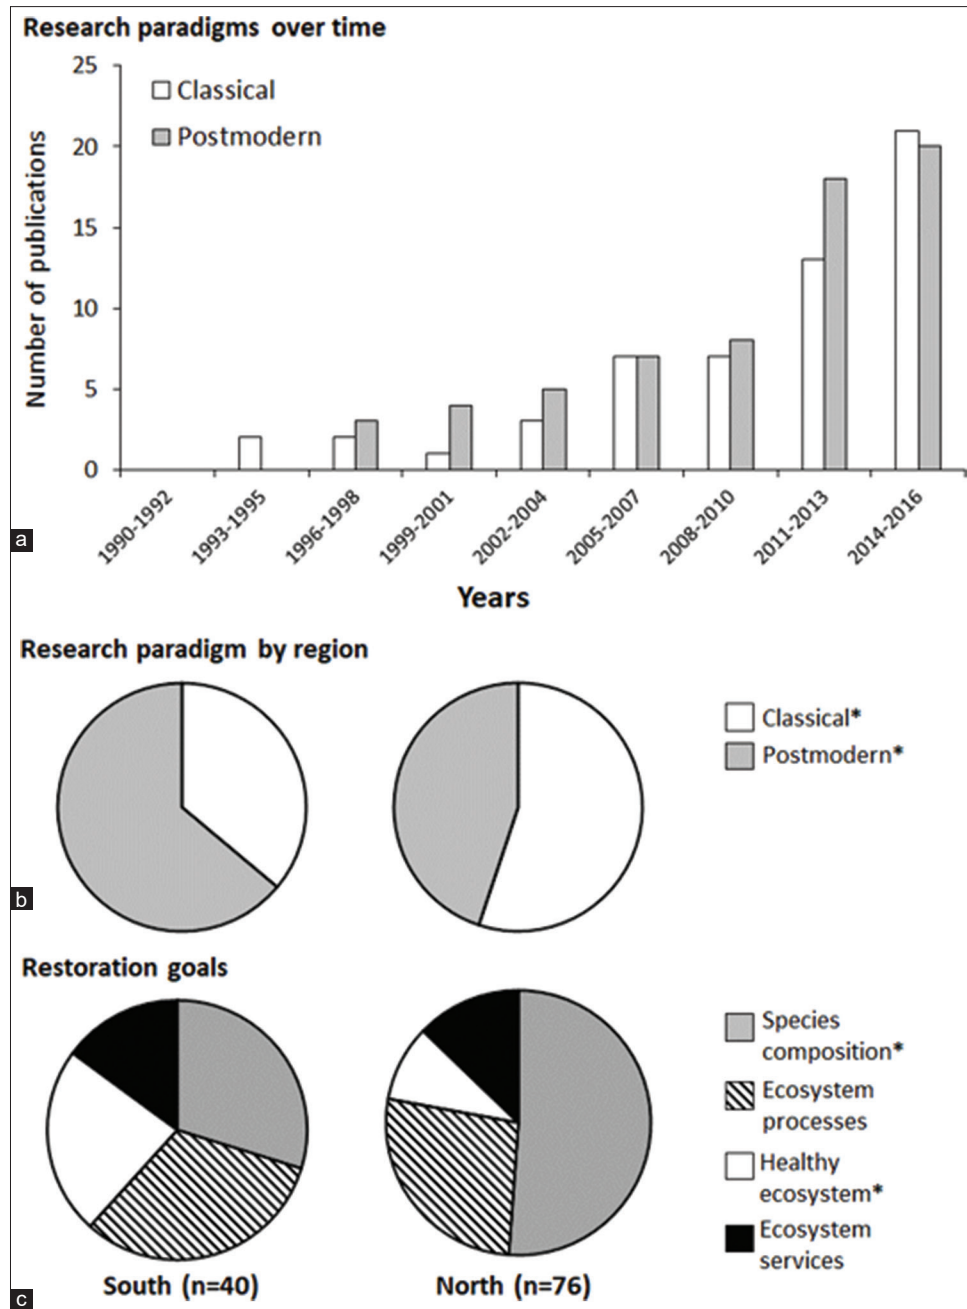 Research paradigms over time
25
20
15
10
5
0
Number of publications
Classical
Postmodern
1990-1992
1993-1995
1996-1998
1999-2001
2002-2004
2005-2007
2008-2010
2011-2013
2014-2016
Years
a
Research paradigm by region
Classical*
Postmodern*
b
Restoration goals
Species
composition*
Ecosystem
processes
Healthy
ecosystem*
Ecosystem
services
South (n=40)
North (n=76)
c